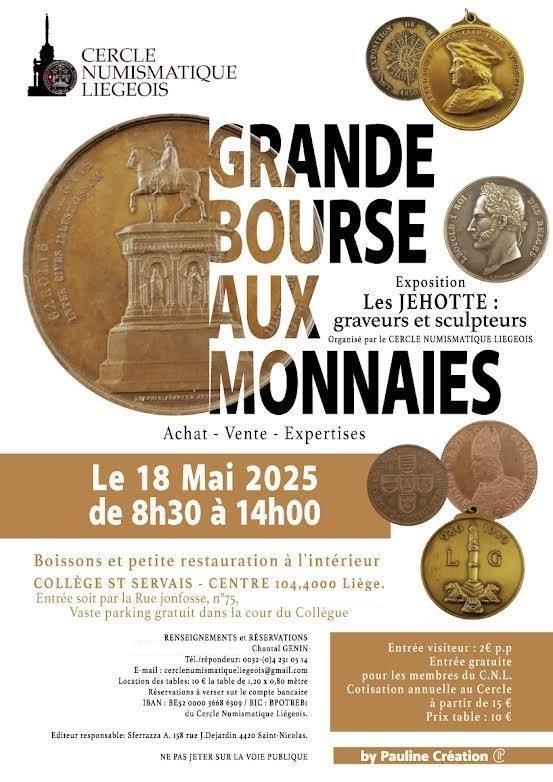 CERCLE
NUMISMATIQUE
LIEGEOIS
GRANDE
BOURSE
AUX
MONNAIES
Exposition
Les JEHOTTE :
graveurs et sculpteurs
Organisé par le CERCLE NUMISMATIQUE LIEGEOIS
LEOPOLD I ROI DES BELGES
Achat - Vente - Expertises
Le 18 Mai 2025
de 8h30 à 14h00
980 1980
L G
Boissons et petite restauration à l'intérieur
COLLÈGE ST SERVAIS - CENTRE 104,4000 Liège.
Entrée soit par la Rue jonfosse, n°75,
Vaste parking gratuit dans la cour du Collègue
RENSEIGNEMENTS et RÉSERVATIONS
Chantal GENIN
Tél./répondeur: 0032-(0)4 231 05 14
E-mail : cerclenumismatiqueliegeois@gmail.com
Location des tables: 10 € la table de 1,20 x 0,80 mètre
Réservations à verser sur le compte bancaire
IBAN : BE52 0000 3668 6309 / BIC : BPOTBEB1
du Cercle Numismatique Liégeois.
Editeur responsable: Sferrazza A. 158 rue J.Dejardin 4420 Saint-Nicolas.
NE PAS JETER SUR LA VOIE PUBLIQUE
Entrée visiteur : 2€ p.p
Entrée gratuite
pour les membres du C.N.L.
Cotisation annuelle au Cercle
à partir de 15 €
Prix table : 10 €
by Pauline Création